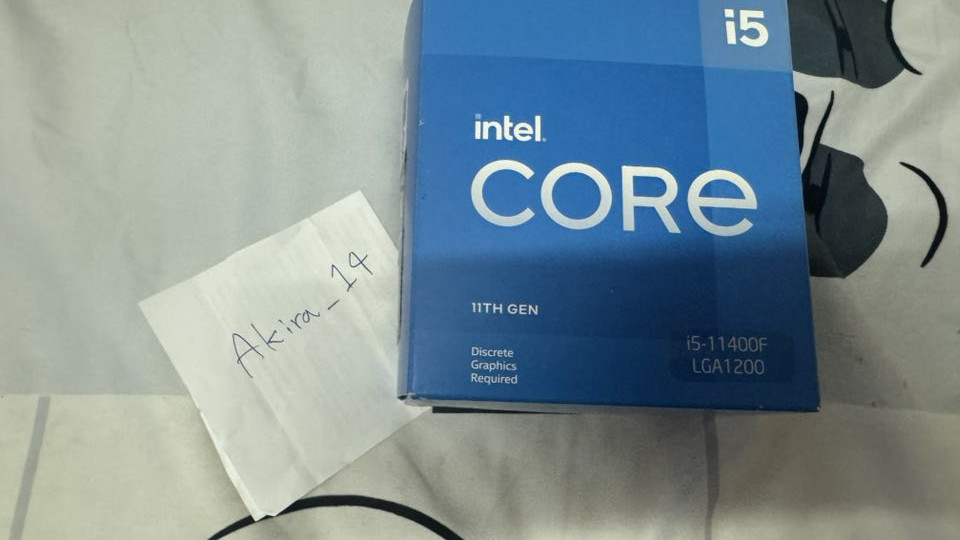 i5
intel.
CORe
11TH GEN
Discrete
Graphics
Required
i5-11400F
LGA1200
Akira_14